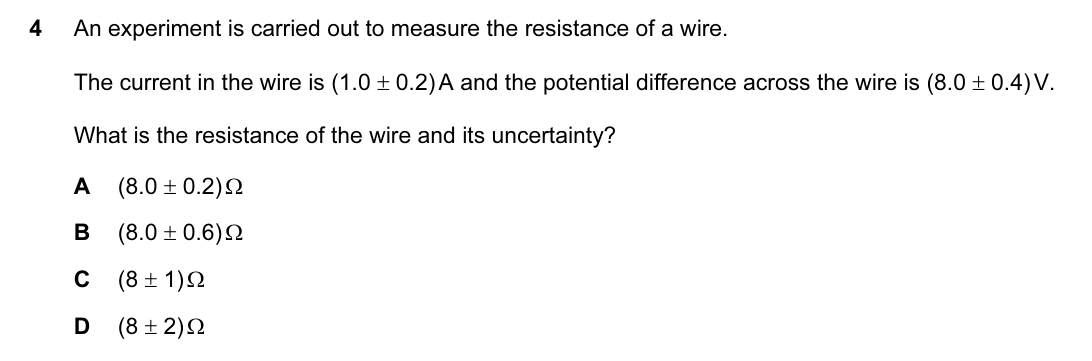 4 An experiment is carried out to measure the resistance of a wire.
The current in the wire is (1.0 ± 0.2) A and the potential difference across the wire is (8.0 ± 0.4) V.
What is the resistance of the wire and its uncertainty?
A (8.0 ± 0.2) Ω
B (8.0 ± 0.6) Ω
C (8 ± 1) Ω
D (8 ± 2) Ω